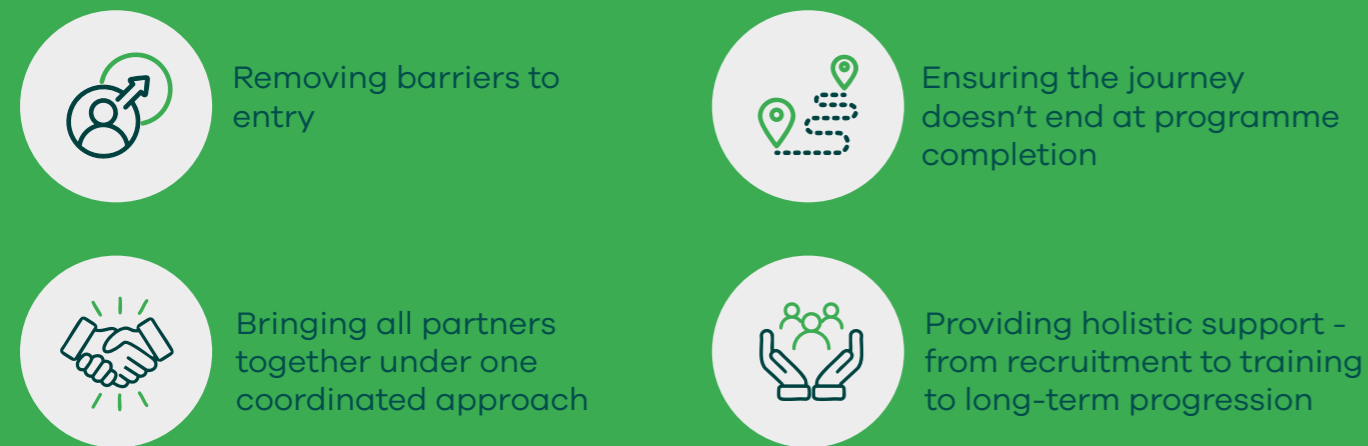 Removing barriers to
entry
Ensuring the journey
doesn’t end at programme
completion
Bringing all partners
together under one
coordinated approach
Providing holistic support -
from recruitment to training
to long-term progression